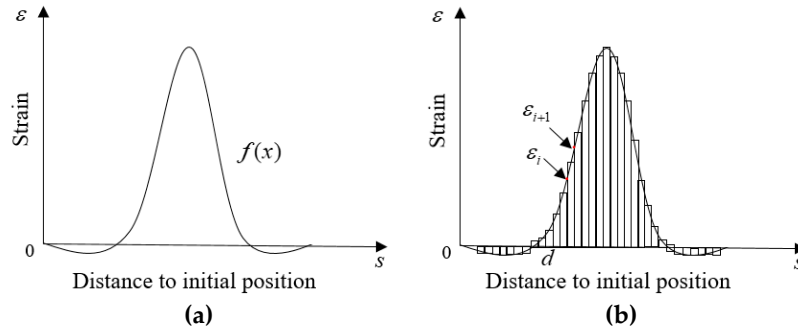 ε
Strain
f(x)
0
s
Distance to initial position
(a)
ε
Strain
ε_{i+1}
ε_i
0
d
s
Distance to initial position
(b)